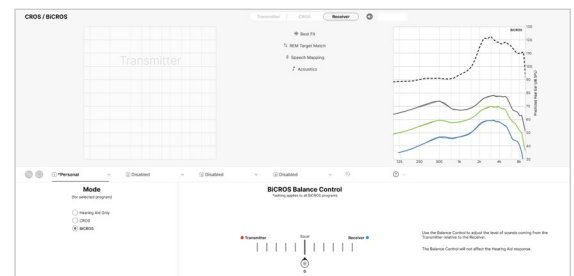 CROS / BiCROS
Transmitter CROS Receiver
Best Fit
REM Target Match
Speech Mapping
Acoustics
Transmitter
BiCROS
130
120
110
100
90
80
70
60
50
40
30
Predicted Real Ear (dB SPL)
125 250 500 1k 2k 4k 8k
*Personal Disabled Disabled Disabled
Mode
(for selected program)
Hearing Aid Only
CROS
BiCROS
BiCROS Balance Control
*setting applies to all BiCROS programs
Transmitter Equal Receiver
0
Use the Balance Control to adjust the level of sounds coming from the
Transmitter relative to the Receiver.
The Balance Control will not affect the Hearing Aid response.